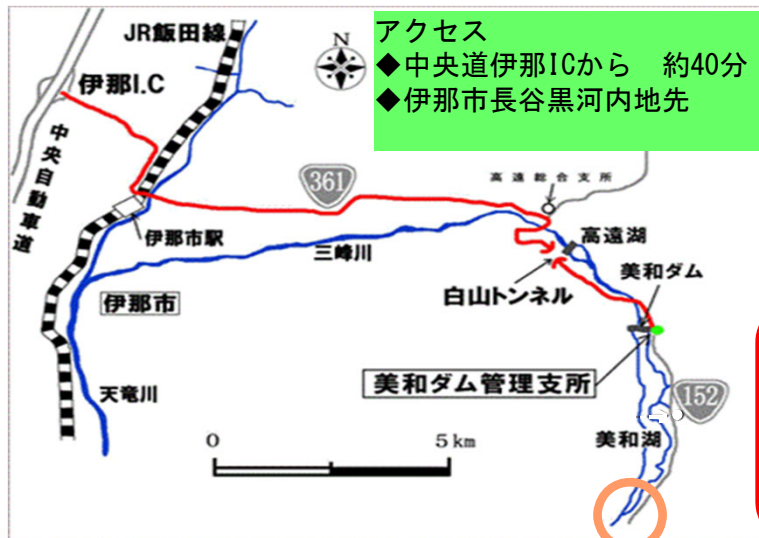 アクセス
◆中央道伊那ICから　約40分
◆伊那市長谷黒河内地先
JR飯田線
N
伊那I.C
中央自動車道
361
高遠総合支所
伊那市駅
三峰川
高遠湖
美和ダム
白山トンネル
伊那市
美和ダム管理支所
天竜川
152
0
5km
美和湖